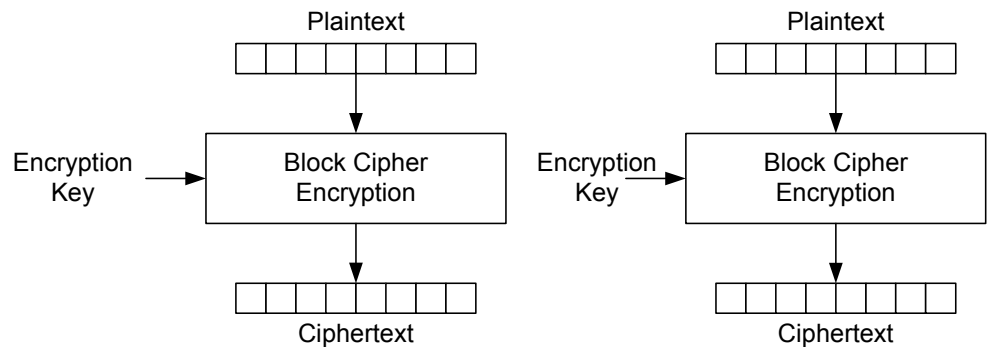 Plaintext
Plaintext
Encryption
Key
Block Cipher
Encryption
Encryption
Key
Block Cipher
Encryption
Ciphertext
Ciphertext